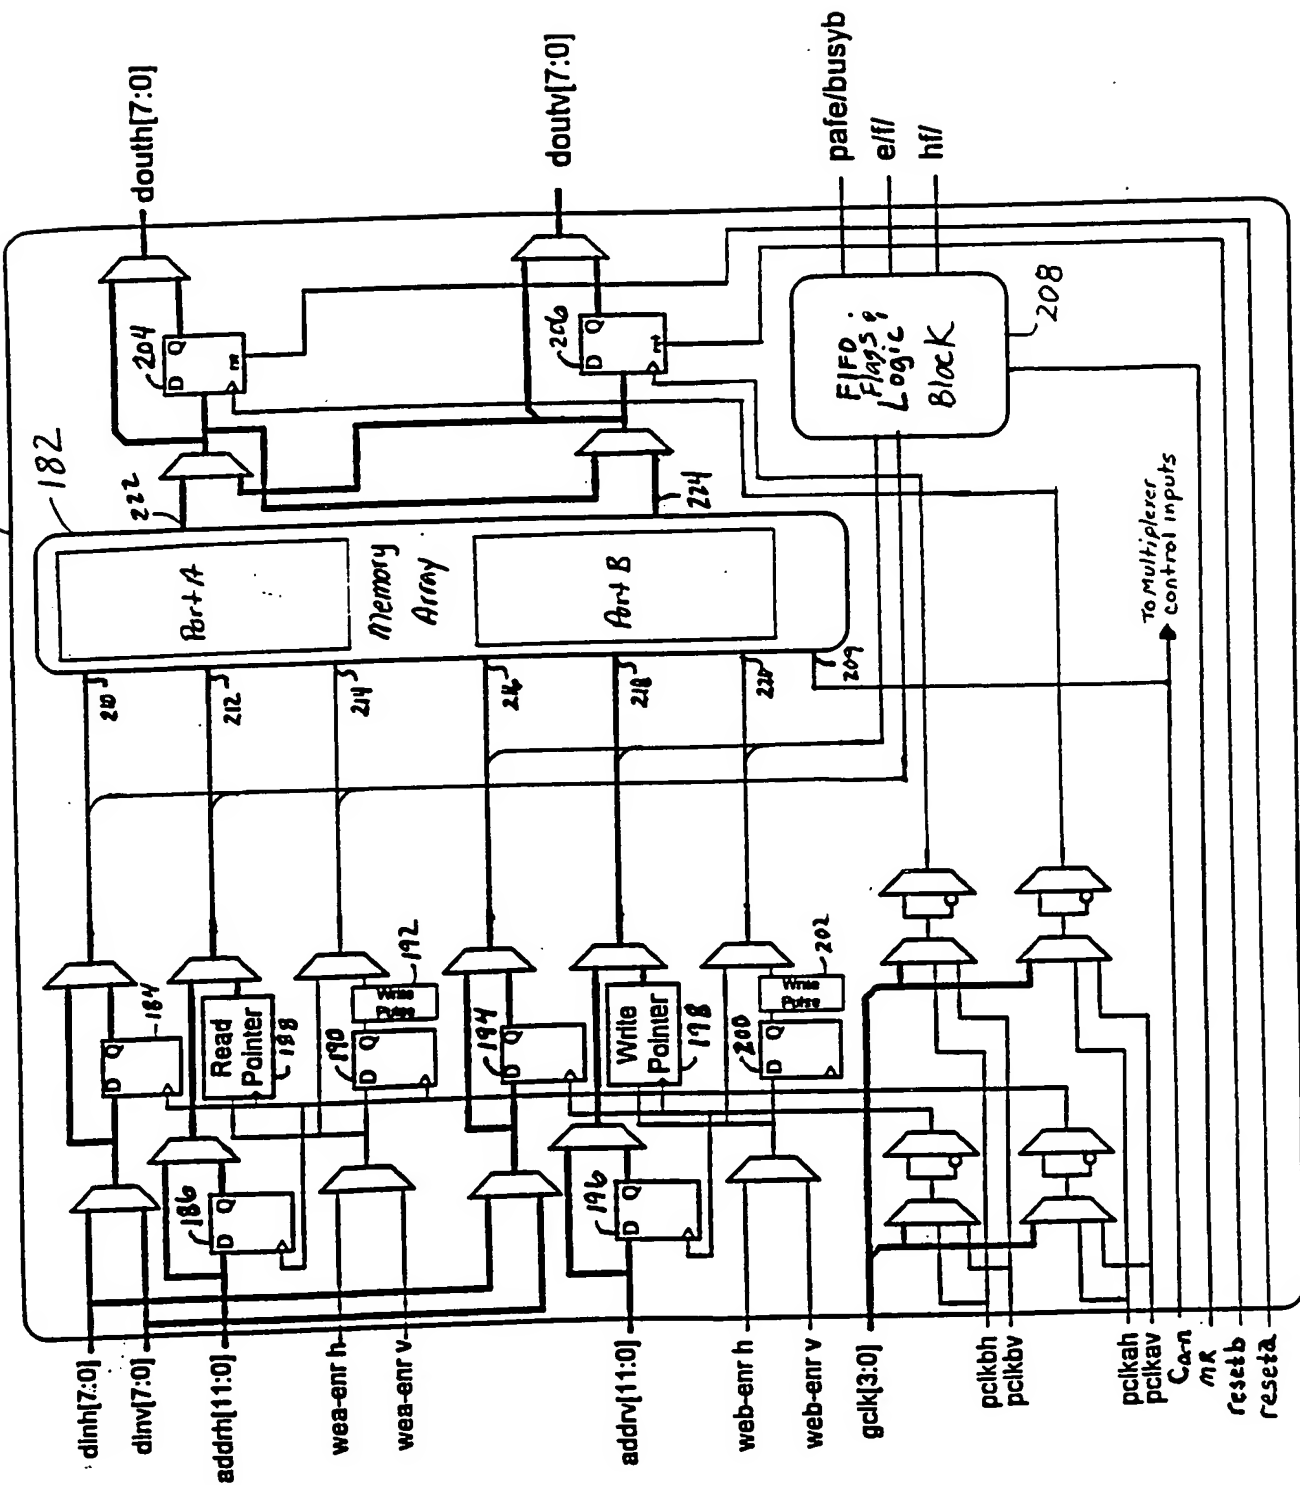 douth[7:0]
doutv[7:0]
pafe/busyb
e/f/
hf/
204
D Q
206
D Q
FIFO
Flags
Logic
Block
208
182
222
224
Port A
Memory
Array
Port B
210
212
214
216
218
220
209
To Multiplexer
control inputs
184
D Q
Read
Pointer
188
192
Write
Pulse
190
D Q
194
D Q
Write
Pointer
198
202
Write
Pulse
200
D Q
186
D Q
196
D Q
dinh[7:0]
dinv[7:0]
addrh[11:0]
wea-enr h
wea-enr v
addrv[11:0]
web-enr h
web-enr v
gclk[3:0]
pclkbh
pclkbv
pclkah
pclkav
Con
MR
resetb
reseta